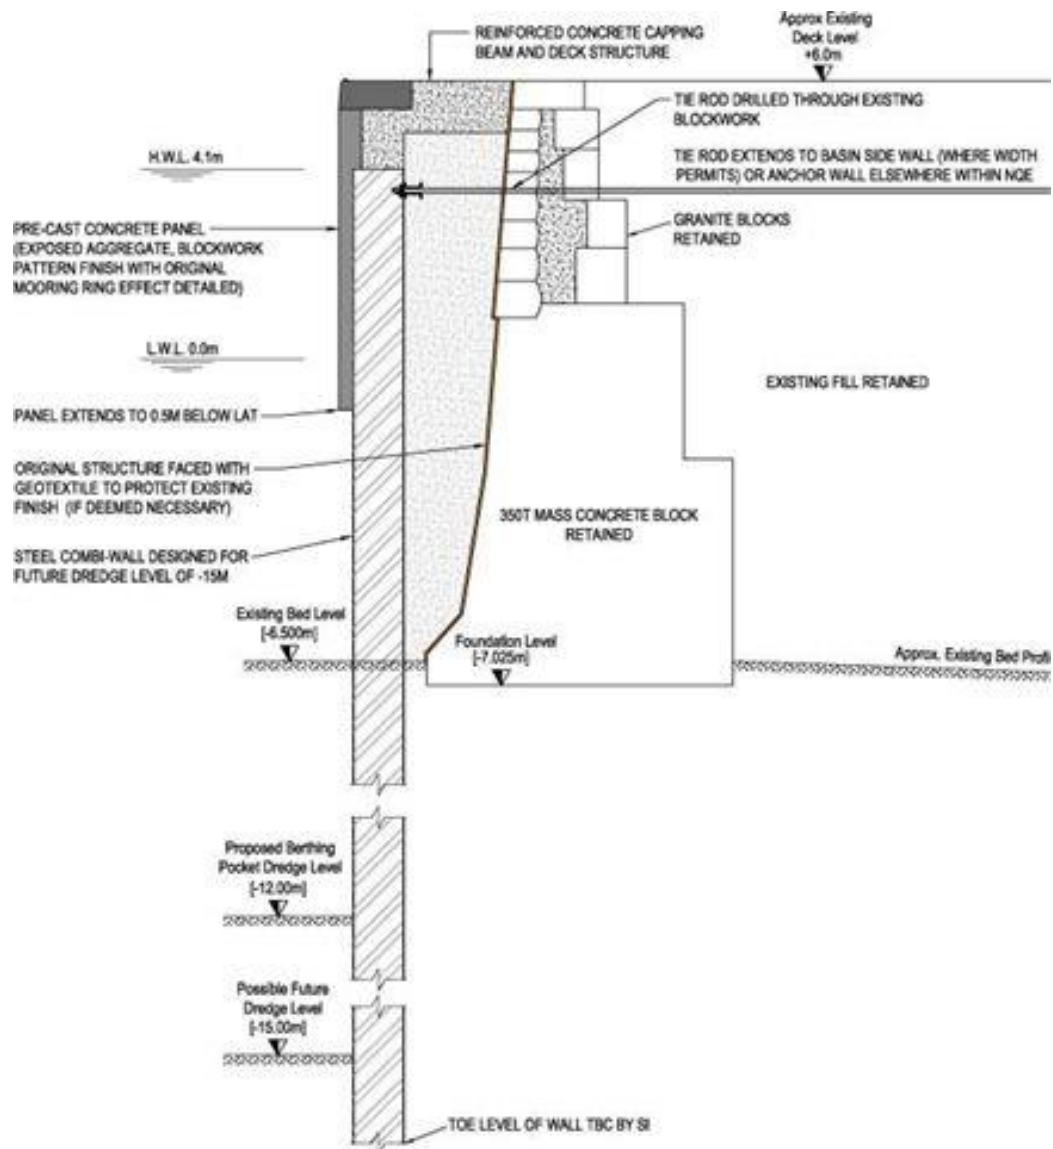 REINFORCED CONCRETE CAPPING
BEAM AND DECK STRUCTURE
Approx Existing
Deck Level
+6.0m
TIE ROD DRILLED THROUGH EXISTING
BLOCKWORK
H.W.L. 4.1m
TIE ROD EXTENDS TO BASIN SIDE WALL (WHERE WIDTH
PERMITS) OR ANCHOR WALL ELSEWHERE WITHIN NQE
PRE-CAST CONCRETE PANEL
(EXPOSED AGGREGATE, BLOCKWORK
PATTERN FINISH WITH ORIGINAL
MOORING RING EFFECT DETAILED)
GRANITE BLOCKS
RETAINED
L.W.L. 0.0m
EXISTING FILL RETAINED
PANEL EXTENDS TO 0.5M BELOW LAT
ORIGINAL STRUCTURE FACED WITH
GEOTEXTILE TO PROTECT EXISTING
FINISH (IF DEEMED NECESSARY)
350T MASS CONCRETE BLOCK
RETAINED
STEEL COMBI-WALL DESIGNED FOR
FUTURE DREDGE LEVEL OF -15M
Existing Bed Level
[-6.500m]
Foundation Level
[-7.025m]
Approx. Existing Bed Profi
Proposed Berthing
Pocket Dredge Level
[-12.00m]
Possible Future
Dredge Level
[-15.00m]
TOE LEVEL OF WALL TBC BY SI